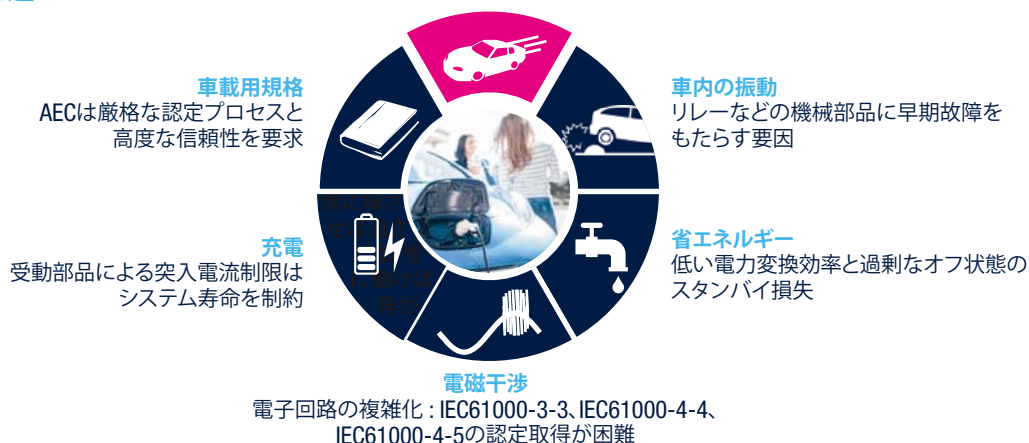 車載用規格
AECは厳格な認定プロセスと
高度な信頼性を要求
車内の振動
リレーなどの機械部品に早期故障を
もたらす要因
充電
受動部品による突入電流制限は
システム寿命を制約
省エネルギー
低い電力変換効率と過剰なオフ状態の
スタンバイ損失
電磁干渉
電子回路の複雑化 : IEC61000-3-3、IEC61000-4-4、
IEC61000-4-5の認定取得が困難